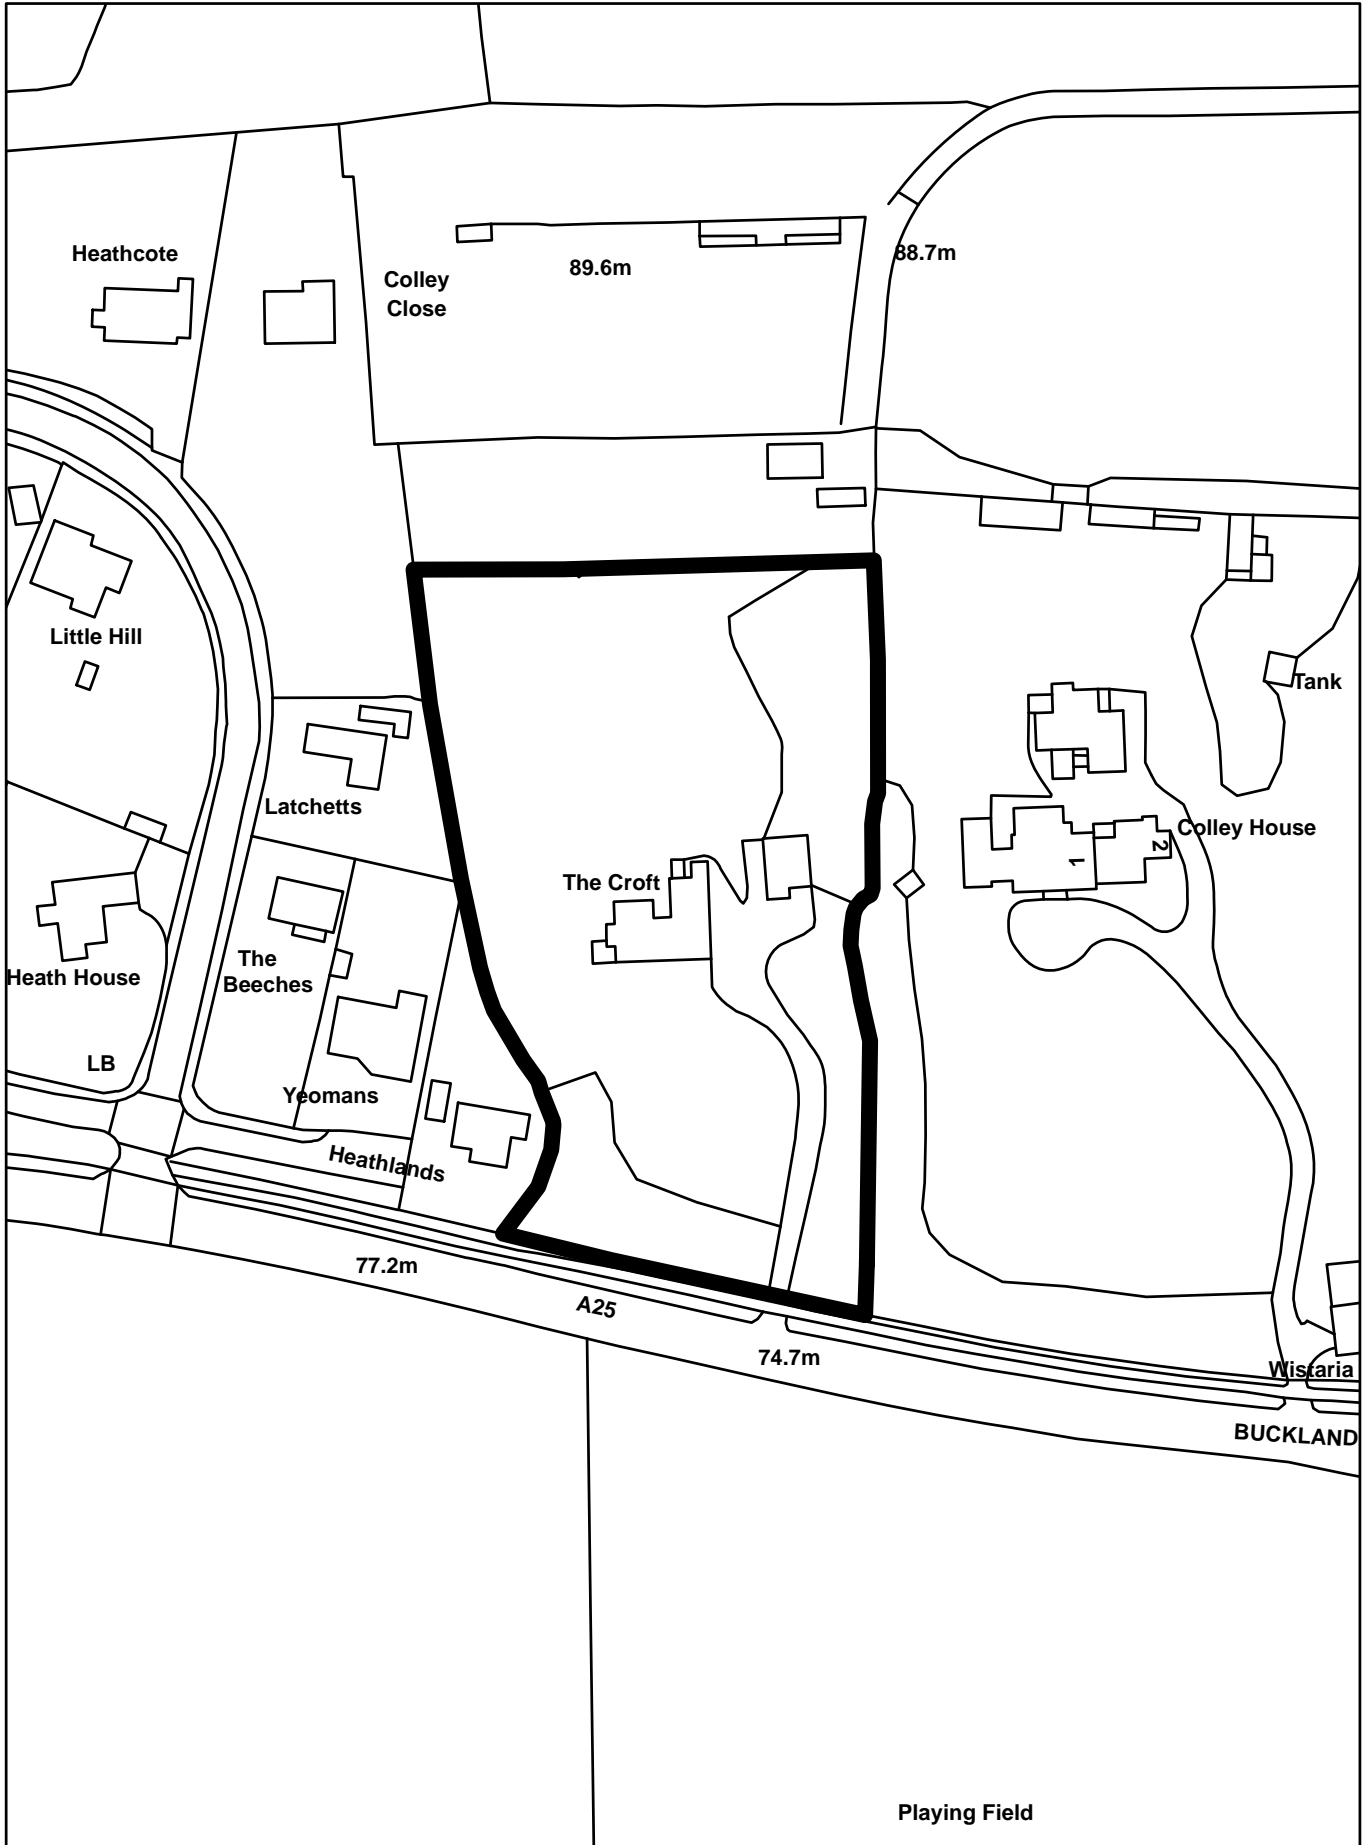 Heathcote
Colley
Close
89.6m
88.7m
Little Hill
Tank
Latchetts
Colley House
1
2
The Croft
The
Beeches
Heath House
LB
Yeomans
Heathlands
77.2m
A25
74.7m
Wistaria
BUCKLAND
Playing Field